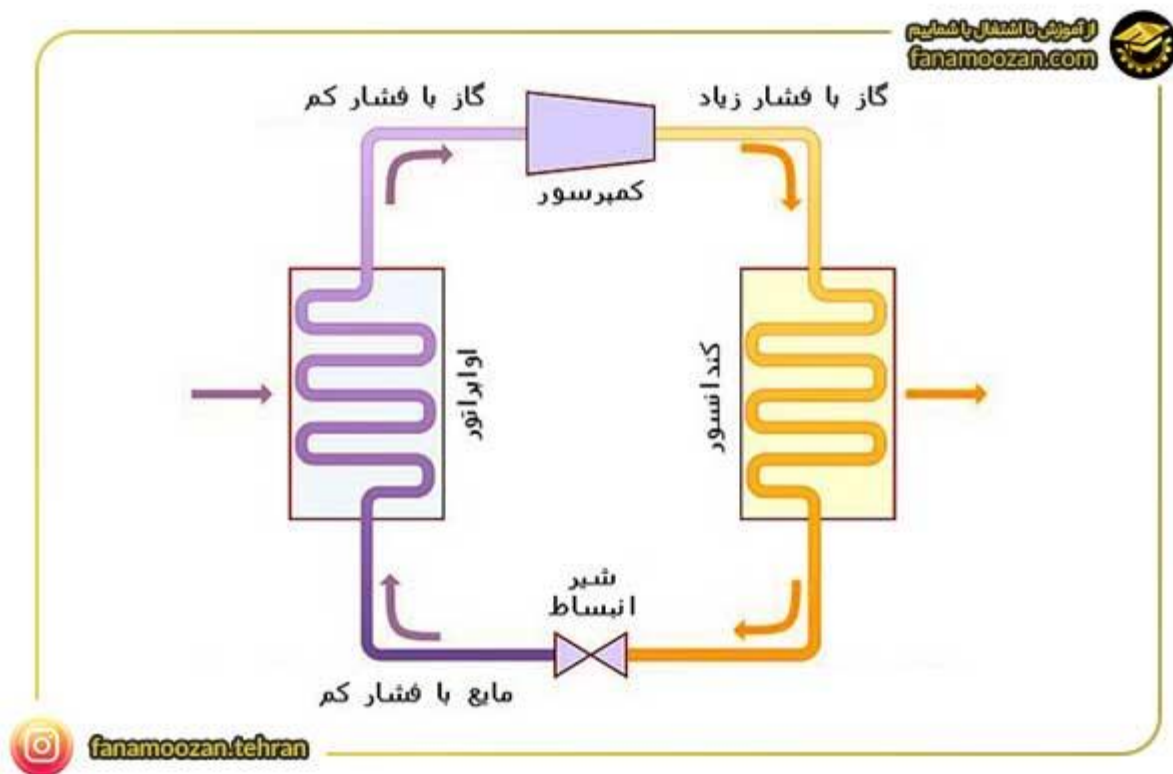 از آموزش تا اشتغال با شماییم
fanamoozan.com
گاز با فشار کم
گاز با فشار زیاد
کمپرسور
اواپراتور
کندانسور
شیر
انبساط
مایع با فشار کم
fanamoozan.tehran